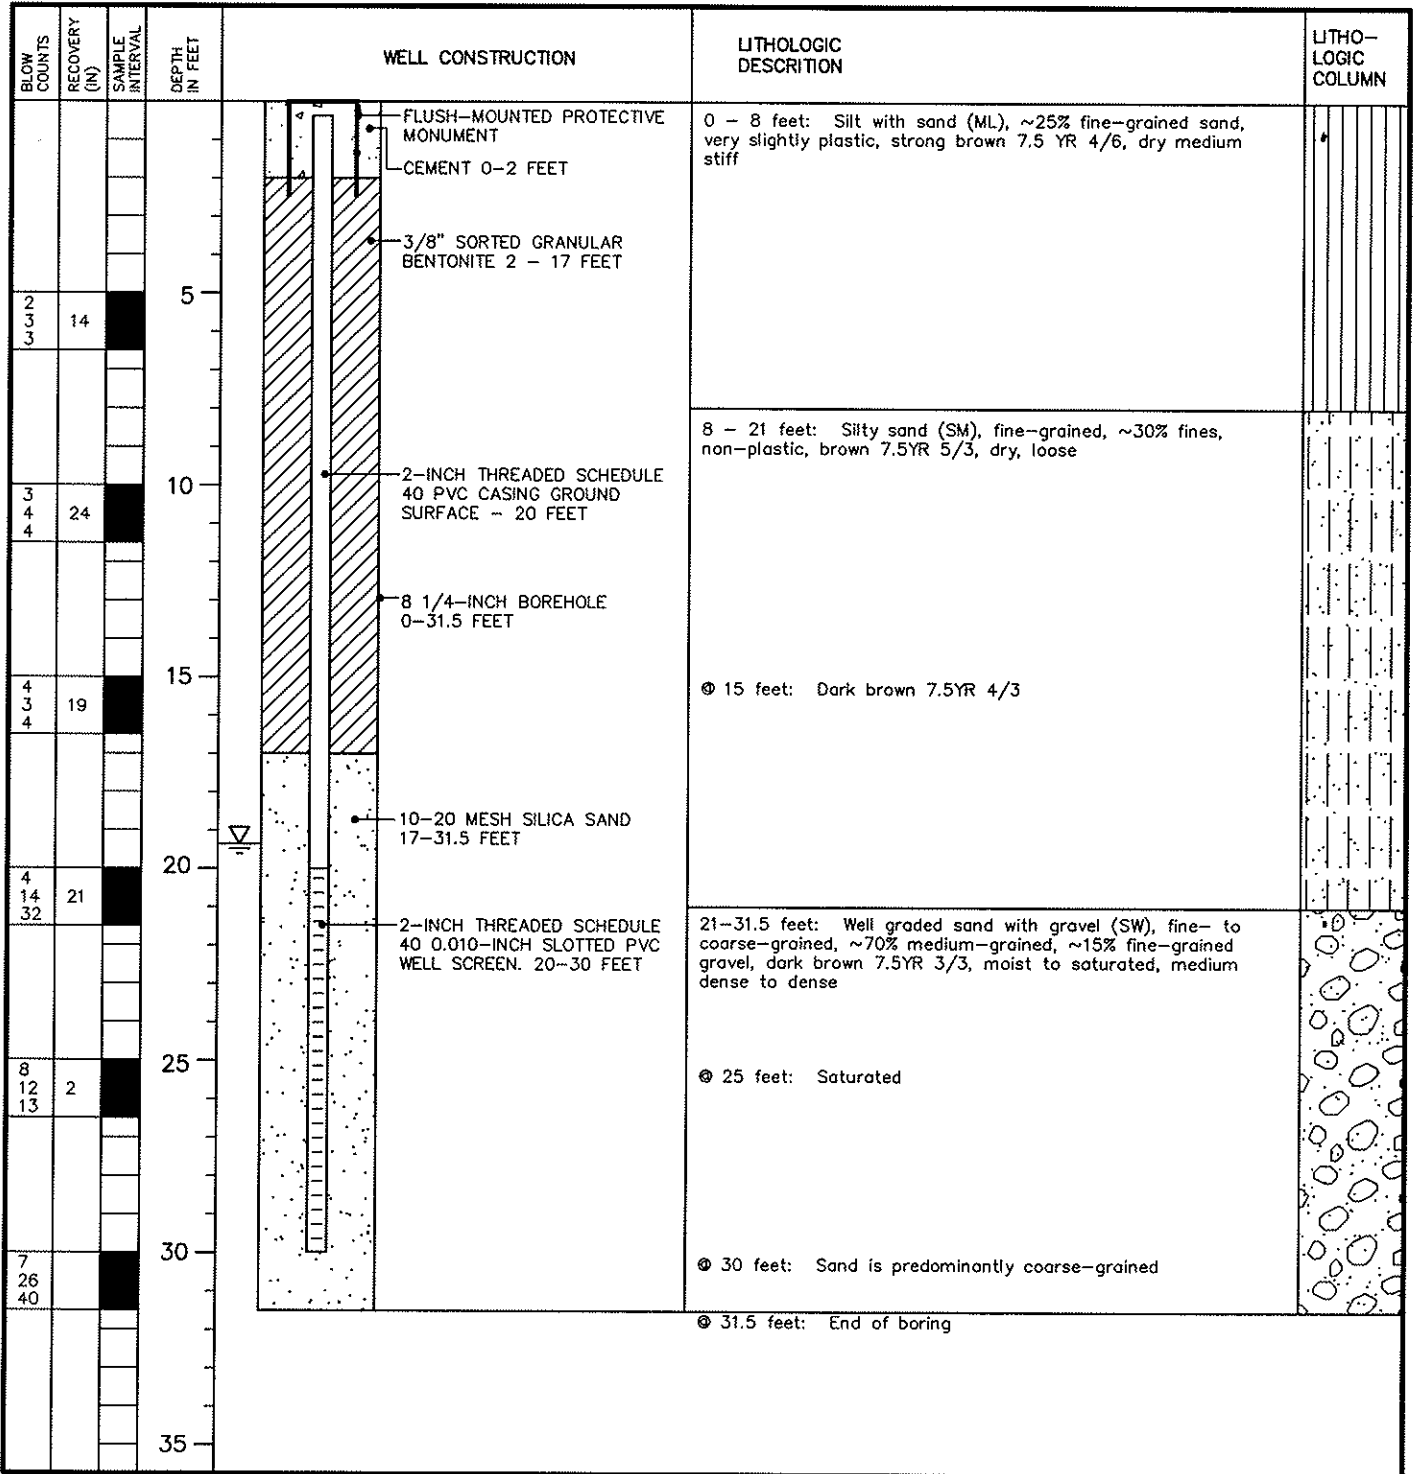 BLOW
COUNTS
RECOVERY
(IN)
SAMPLE
INTERVAL
DEPTH
IN FEET
WELL CONSTRUCTION
LITHOLOGIC
DESCRITION
LITHO-
LOGIC
COLUMN
FLUSH-MOUNTED PROTECTIVE
MONUMENT
CEMENT 0-2 FEET
3/8" SORTED GRANULAR
BENTONITE 2 - 17 FEET
2-INCH THREADED SCHEDULE
40 PVC CASING GROUND
SURFACE - 20 FEET
8 1/4-INCH BOREHOLE
0-31.5 FEET
10-20 MESH SILICA SAND
17-31.5 FEET
2-INCH THREADED SCHEDULE
40 0.010-INCH SLOTTED PVC
WELL SCREEN. 20-30 FEET
0 - 8 feet: Silt with sand (ML), ~25% fine-grained sand,
very slightly plastic, strong brown 7.5 YR 4/6, dry medium
stiff
8 - 21 feet: Silty sand (SM), fine-grained, ~30% fines,
non-plastic, brown 7.5YR 5/3, dry, loose
@ 15 feet: Dark brown 7.5YR 4/3
21-31.5 feet: Well graded sand with gravel (SW), fine- to
coarse-grained, ~70% medium-grained, ~15% fine-grained
gravel, dark brown 7.5YR 3/3, moist to saturated, medium
dense to dense
@ 25 feet: Saturated
@ 30 feet: Sand is predominantly coarse-grained
@ 31.5 feet: End of boring
5
10
15
20
25
30
35
2
3
3
14
3
4
4
24
4
3
4
19
4
14
32
21
8
12
13
2
7
26
40